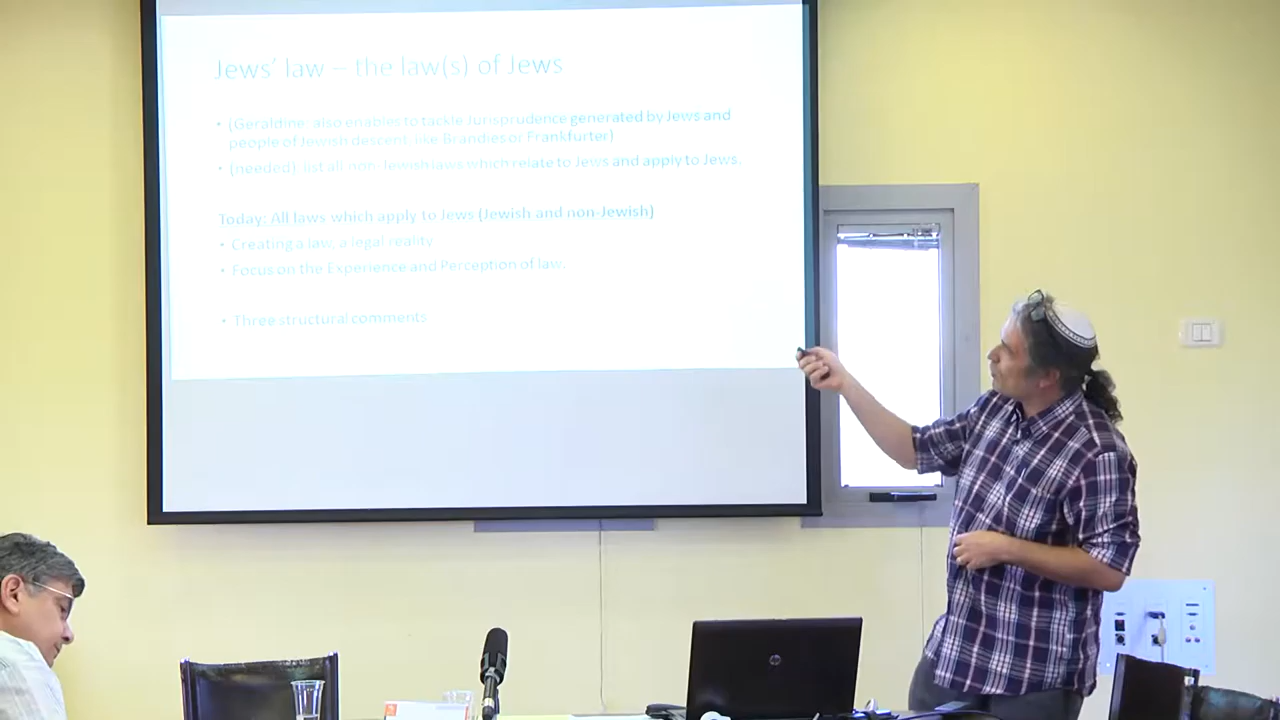 Jews' law – the law(s) of Jews
• (Geraldine: also enables to tackle Jurisprudence generated by Jews and
people of Jewish descent: like Brandies or Frankfurter)
• (needed): list all non-Jewish laws which relate to Jews and apply to Jews.
Today: All laws which apply to Jews (Jewish and non-Jewish)
• Creating a law, a legal reality
• Focus on the Experience and Perception of law.
• Three structural comments
hp